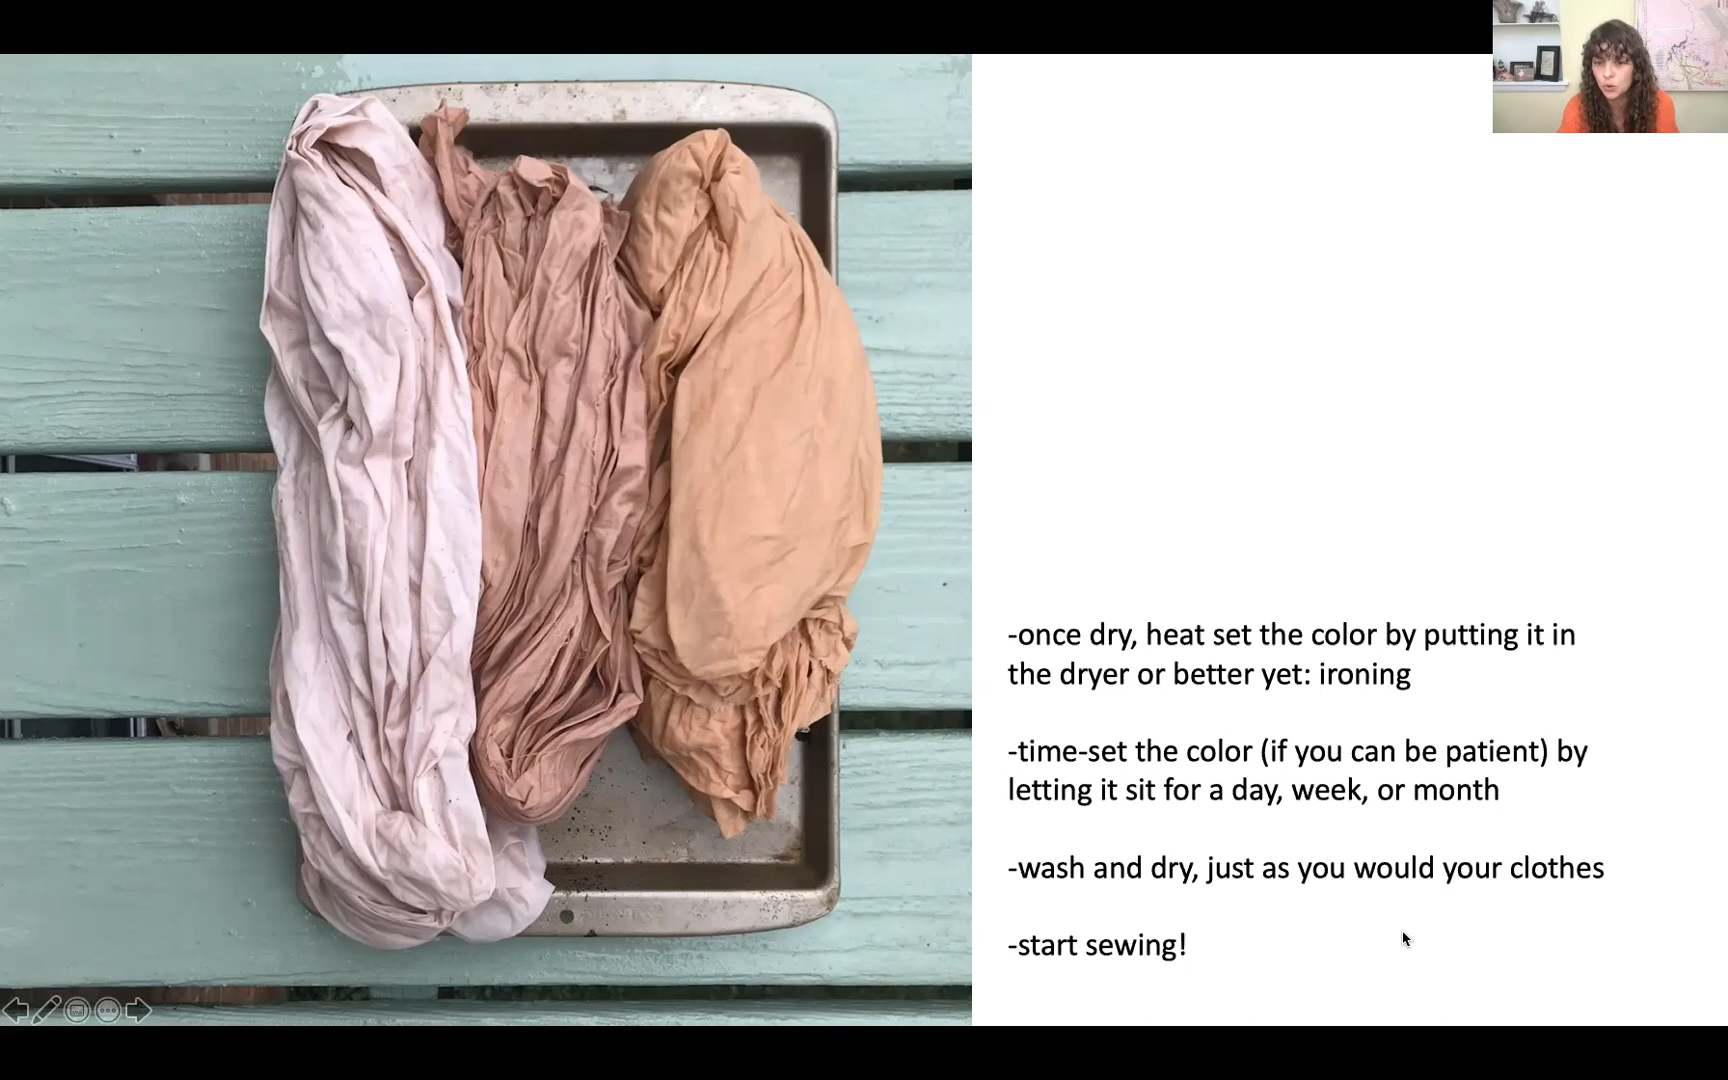 -once dry, heat set the color by putting it in
the dryer or better yet: ironing
-time-set the color (if you can be patient) by
letting it sit for a day, week, or month
-wash and dry, just as you would your clothes
-start sewing!